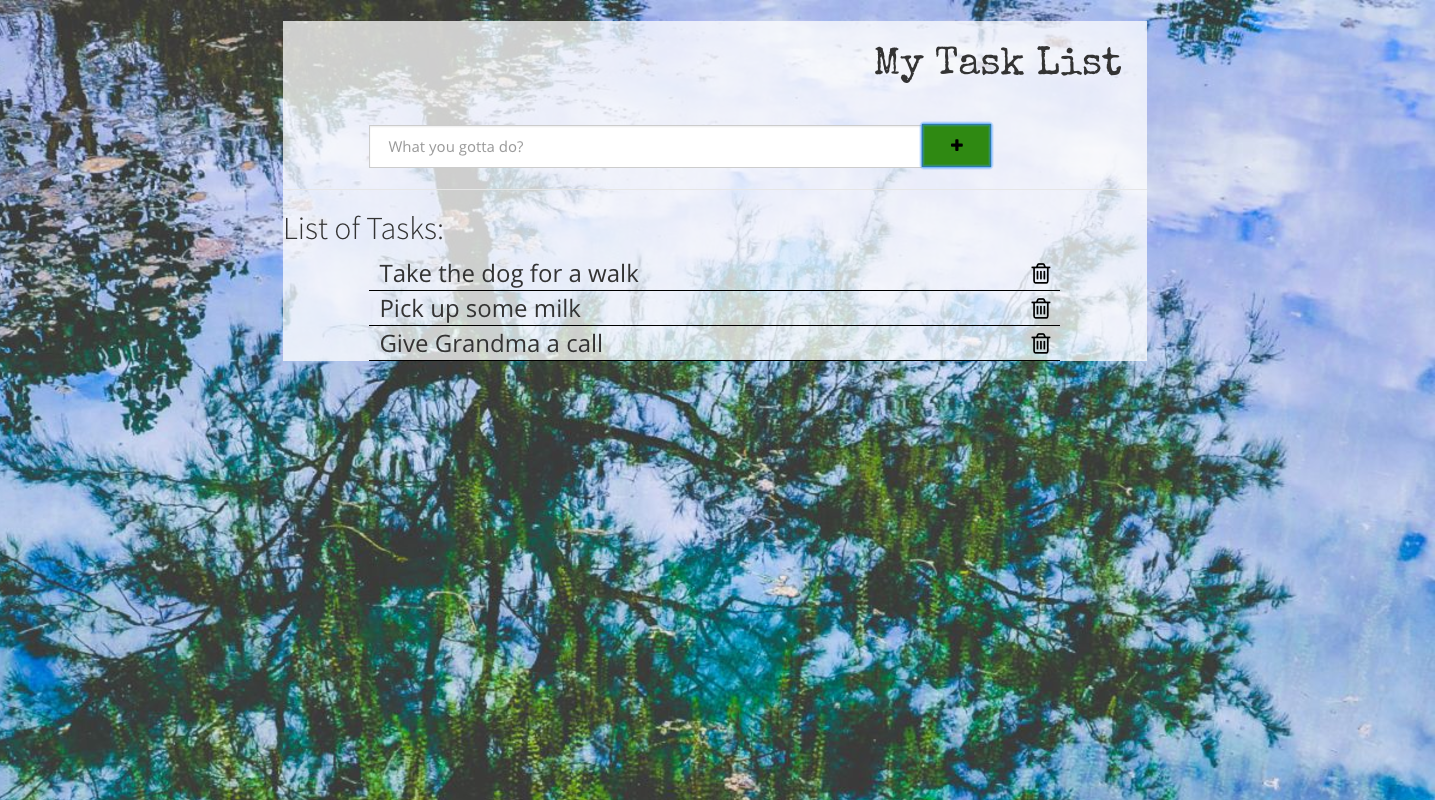 My Task List
What you gotta do?
List of Tasks:
Take the dog for a walk
Pick up some milk
Give Grandma a call